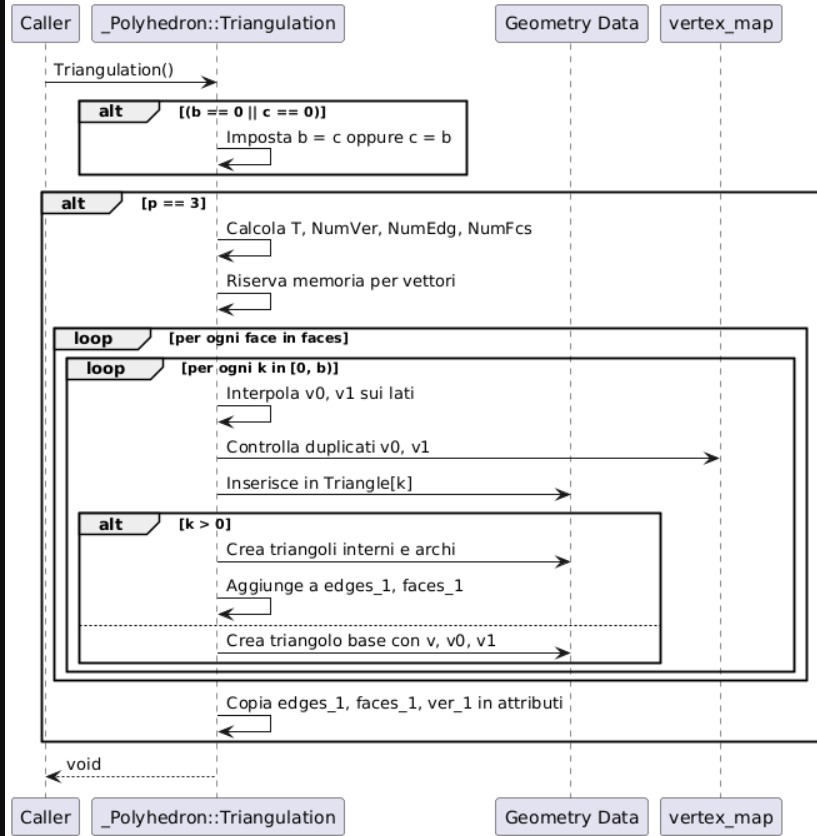 Caller
_Polyhedron::Triangulation
Geometry Data
vertex_map
Triangulation()
alt
[(b == 0 || c == 0)]
Imposta b = c oppure c = b
alt
[p == 3]
Calcola T, NumVer, NumEdg, NumFcs
Riserva memoria per vettori
loop
[per ogni face in faces]
loop
[per ogni k in [0, b)]
Interpola v0, v1 sui lati
Controlla duplicati v0, v1
Inserisce in Triangle[k]
alt
[k > 0]
Crea triangoli interni e archi
Aggiunge a edges_1, faces_1
Crea triangolo base con v, v0, v1
Copia edges_1, faces_1, ver_1 in attributi
void
Caller
_Polyhedron::Triangulation
Geometry Data
vertex_map